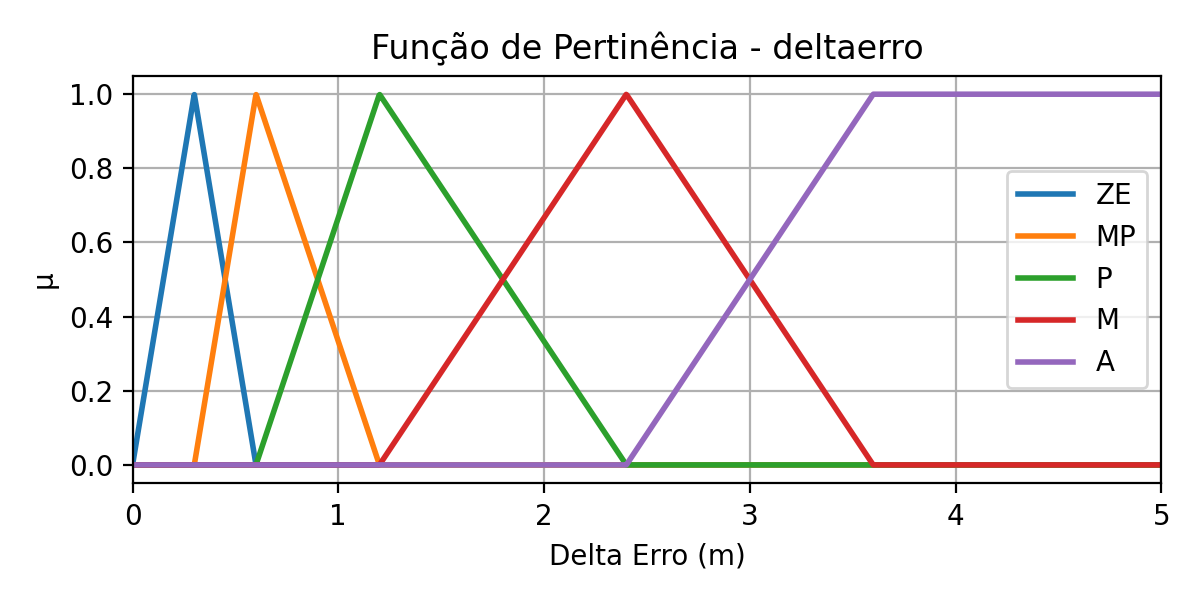 Função de Pertinência - deltaerro
1.0
0.8
0.6
0.4
0.2
0.0
μ
ZE
MP
P
M
A
0 1 2 3 4 5
Delta Erro (m)